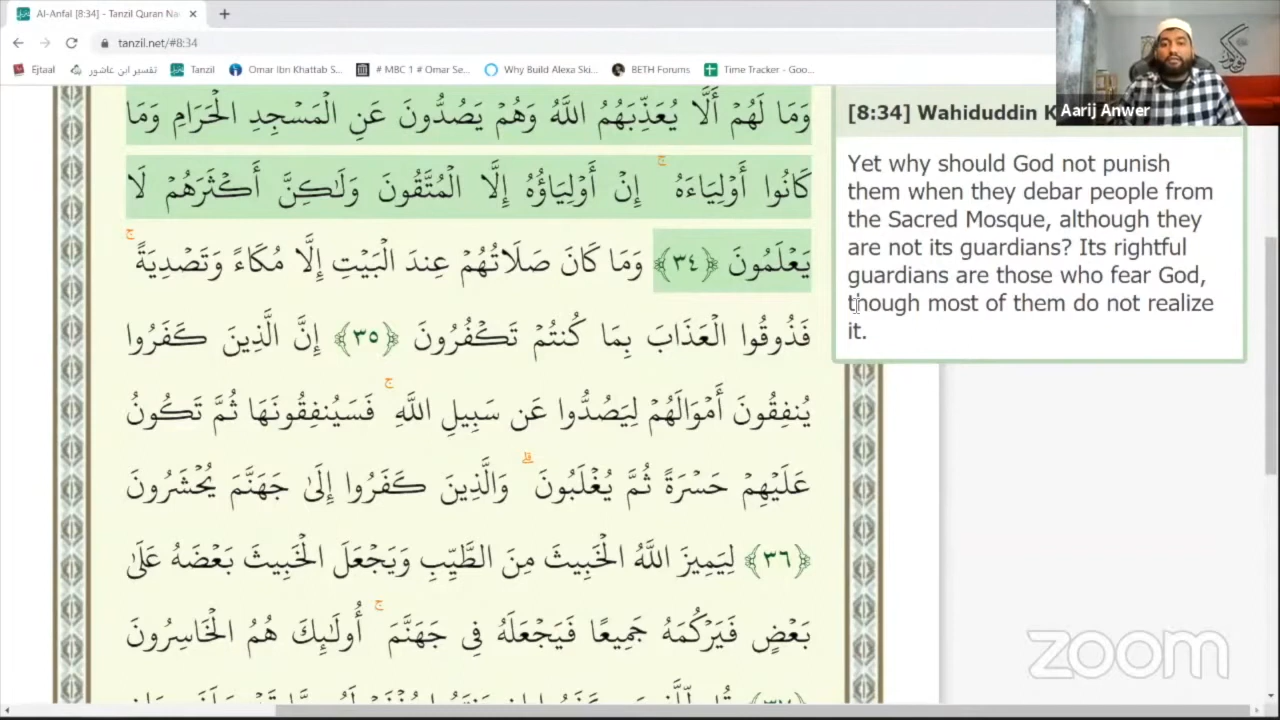 Al-Anfal [8:34] - Tanzil Quran Na
tanzil.net/#8:34
Ejtaal
تفسير ابن عاشور
Tanzil
Omar Ibn Khattab S...
# MBC 1 # Omar Se...
Why Build Alexa Ski...
BETH Forums
Time Tracker - Goo...
وَمَا لَهُمْ أَلَّا يُعَذِّبَهُمُ اللَّهُ وَهُمْ يَصُدُّونَ عَنِ الْمَسْجِدِ الْحَرَامِ وَمَا
كَانُوا أَوْلِيَاءَهُ ۚ إِنْ أَوْلِيَاؤُهُ إِلَّا الْمُتَّقُونَ وَلَٰكِنَّ أَكْثَرَهُمْ لَا
يَعْلَمُونَ ﴿٣٤﴾ وَمَا كَانَ صَلَاتُهُمْ عِندَ الْبَيْتِ إِلَّا مُكَاءً وَتَصْدِيَةً ۚ
فَذُوقُوا الْعَذَابَ بِمَا كُنتُمْ تَكْفُرُونَ ﴿٣٥﴾ إِنَّ الَّذِينَ كَفَرُوا
يُنفِقُونَ أَمْوَالَهُمْ لِيَصُدُّوا عَن سَبِيلِ اللَّهِ ۚ فَسَيُنفِقُونَهَا ثُمَّ تَكُونُ
عَلَيْهِمْ حَسْرَةً ثُمَّ يُغْلَبُونَ ۗ وَالَّذِينَ كَفَرُوا إِلَىٰ جَهَنَّمَ يُحْشَرُونَ
﴿٣٦﴾ لِيَمِيزَ اللَّهُ الْخَبِيثَ مِنَ الطَّيِّبِ وَيَجْعَلَ الْخَبِيثَ بَعْضَهُ عَلَىٰ
بَعْضٍ فَيَرْكُمَهُ جَمِيعًا فَيَجْعَلَهُ فِي جَهَنَّمَ ۚ أُولَٰئِكَ هُمُ الْخَاسِرُونَ
[8:34] Wahiduddin K
Aarij Anwer
Yet why should God not punish
them when they debar people from
the Sacred Mosque, although they
are not its guardians? Its rightful
guardians are those who fear God,
though most of them do not realize
it.
zoom